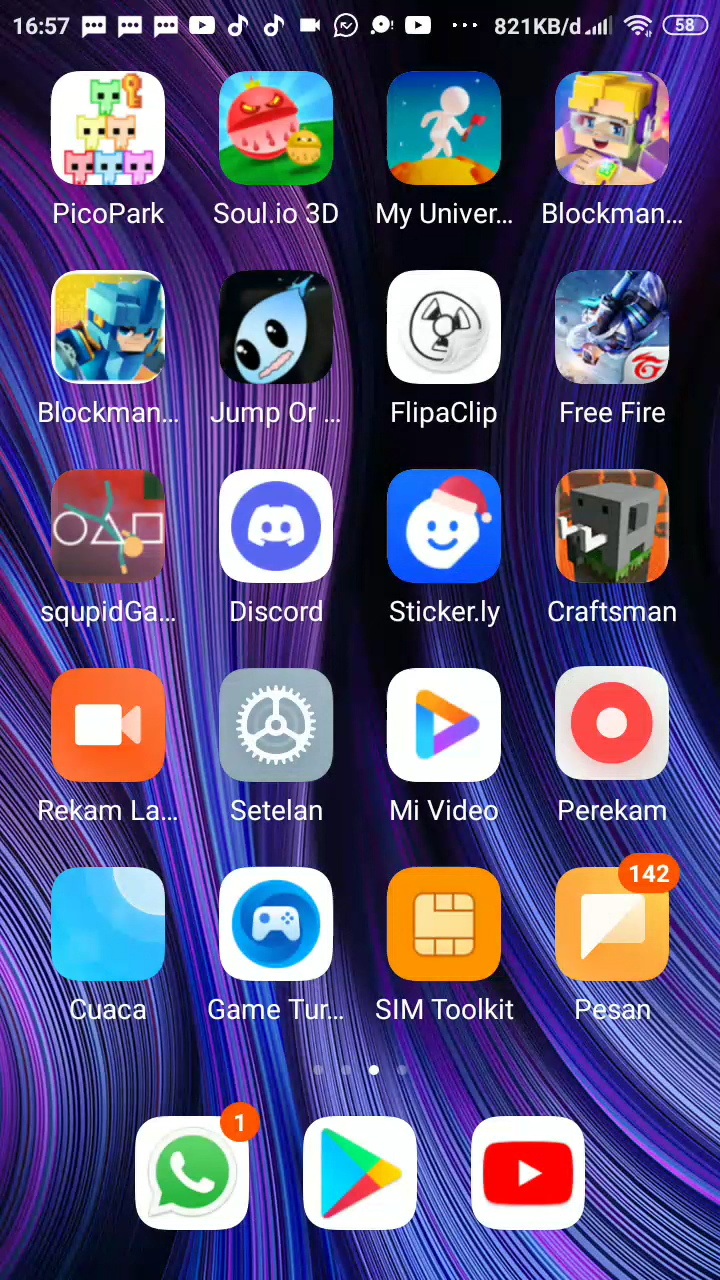 16:57 821KB/d 58
PicoPark Soul.io 3D My Univer... Blockman...
Blockman... Jump Or ... FlipaClip Free Fire
squpidGa... Discord Sticker.ly Craftsman
Rekam La... Setelan Mi Video Perekam
142
Cuaca Game Tur... SIM Toolkit Pesan
1